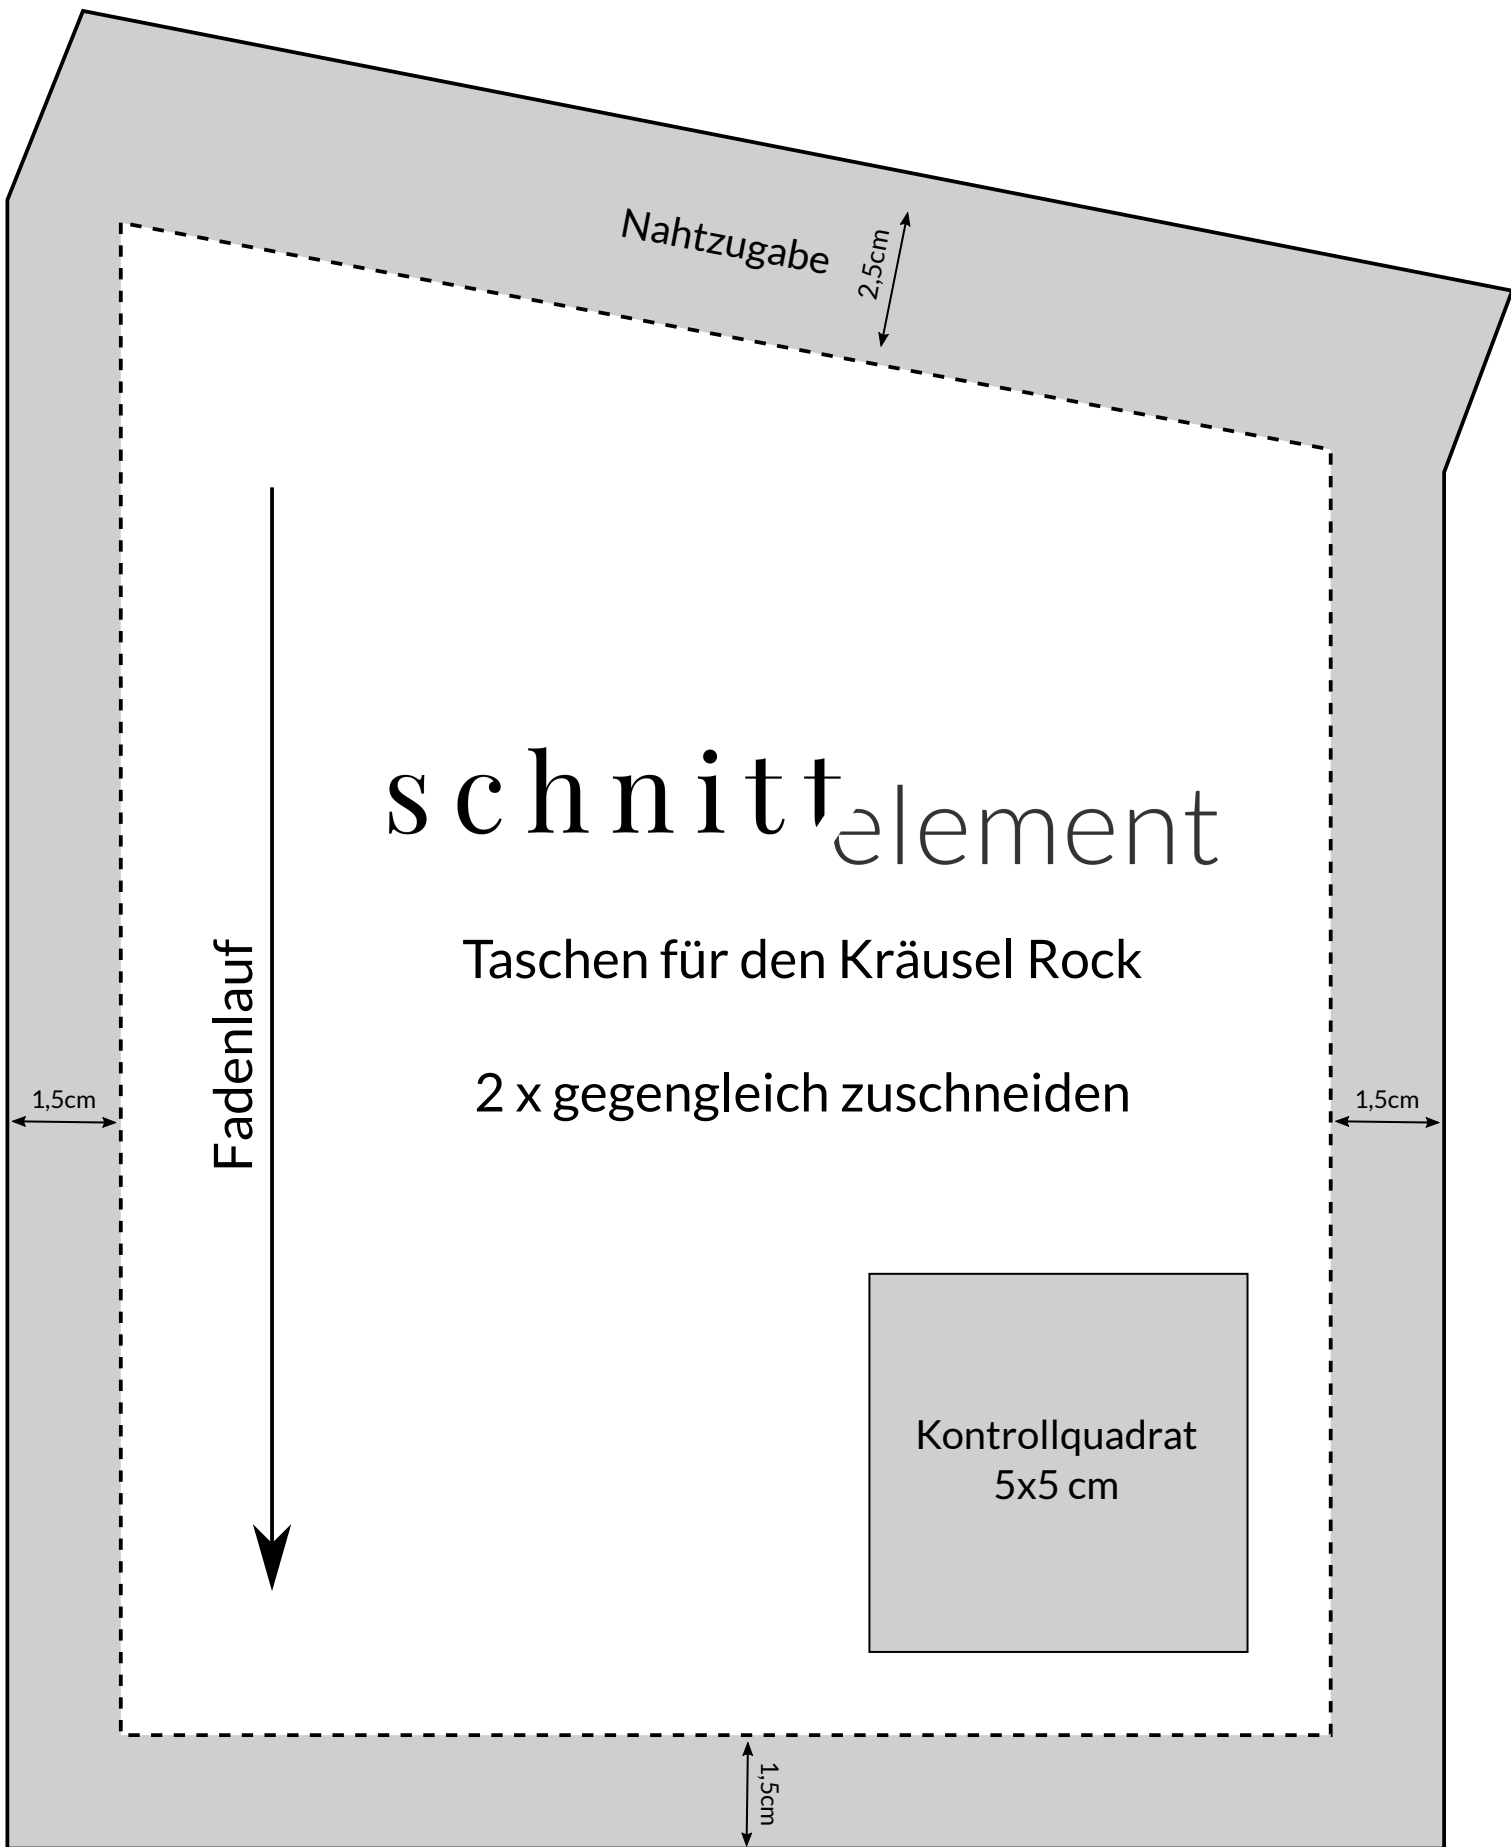 Nahtzugabe
2,5cm
schnittelement
Taschen für den Kräusel Rock
Fadenlauf
2 x gegengleich zuschneiden
1,5cm
1,5cm
Kontrollquadrat
5x5 cm
1,5cm